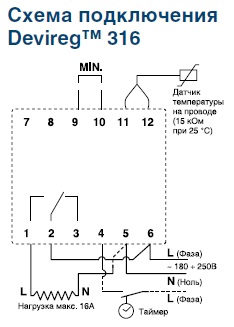 Схема подключения
Devireg™ 316
MIN.
Датчик
температуры
на проводе
(15 кОм
при 25 °C)
7 8 9 10 11 12
1 2 3 4 5 6
L (Фаза)
~ 180 ÷ 250В
N (Ноль)
L N
L (Фаза)
Нагрузка макс. 16А
Таймер